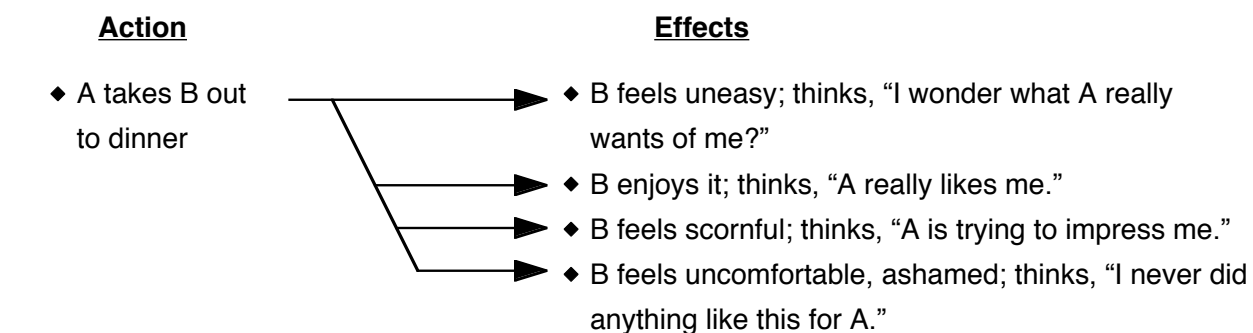 Action
Effects
◆ A takes B out
to dinner
◆ B feels uneasy; thinks, “I wonder what A really
wants of me?”
◆ B enjoys it; thinks, “A really likes me.”
◆ B feels scornful; thinks, “A is trying to impress me.”
◆ B feels uncomfortable, ashamed; thinks, “I never did
anything like this for A.”